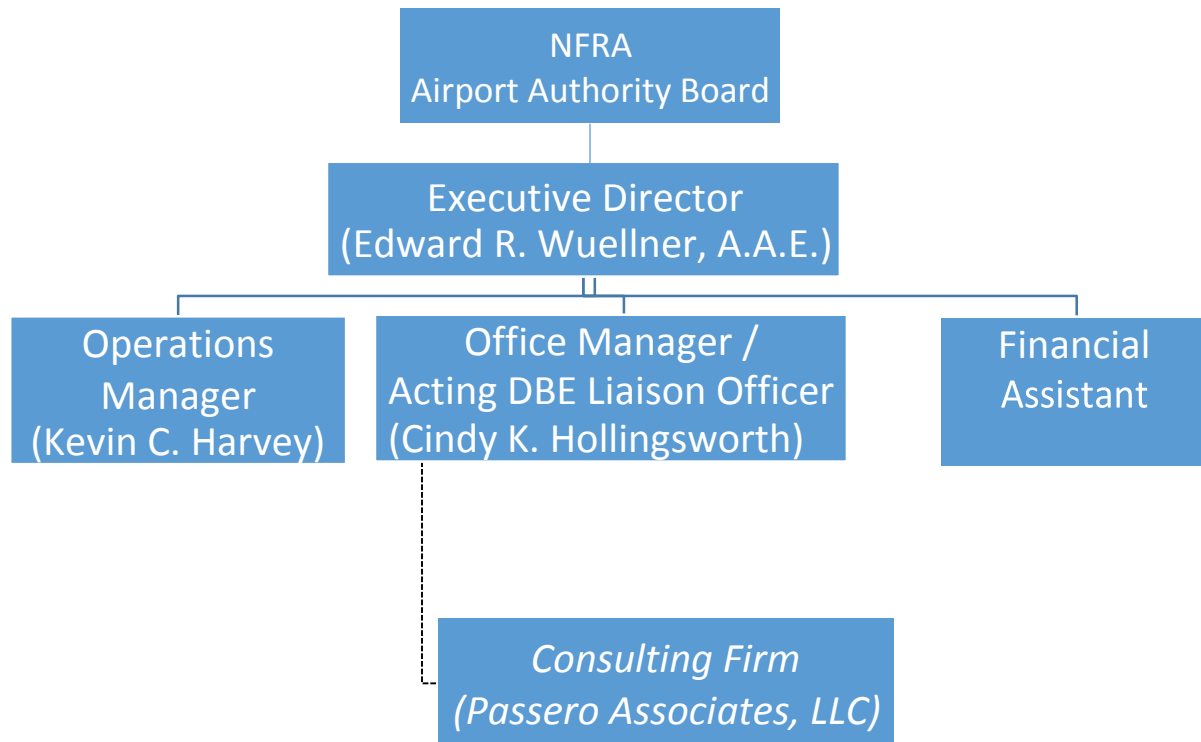 NFRA
Airport Authority Board
Executive Director
(Edward R. Wuellner, A.A.E.)
Operations
Manager
(Kevin C. Harvey)
Office Manager /
Acting DBE Liaison Officer
(Cindy K. Hollingsworth)
Financial
Assistant
Consulting Firm
(Passero Associates, LLC)